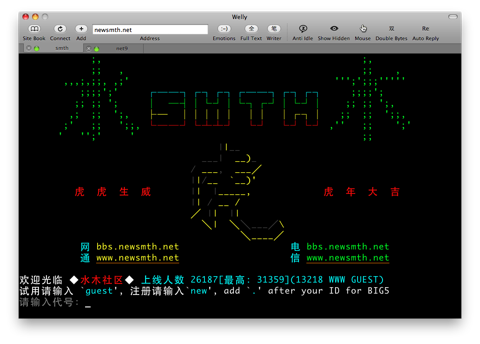 Welly
newsmth.net
Site Book Connect Add Address Emotions Full Text Writer Anti Idle Show Hidden Mouse Double Bytes Auto Reply
smth
水 SMTH 木
虎 虎 生 威 虎 年 大 吉
网 bbs.newsmth.net 电 bbs.newsmth.net
通 www.newsmth.net 信 www.newsmth.net
欢迎光临 ◆水木社区◆ 上线人数 26187[最高: 31359](13218 WWW GUEST)
试用请输入 `guest', 注册请输入`new', add `.' after your ID for BIG5
请输入代号: _